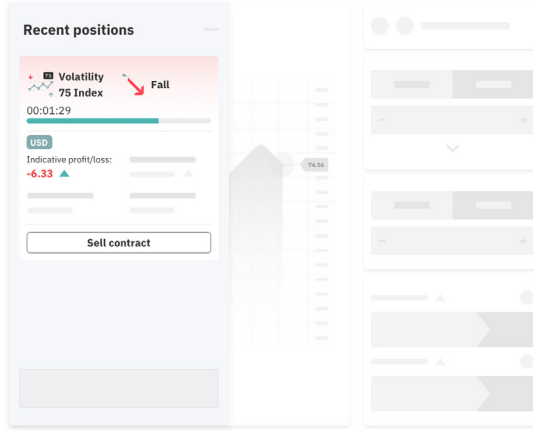 Recent positions
75
Volatility
75 Index
Fall
00:01:29
USD
Indicative profit/loss:
-6.33
74.56
Sell contract